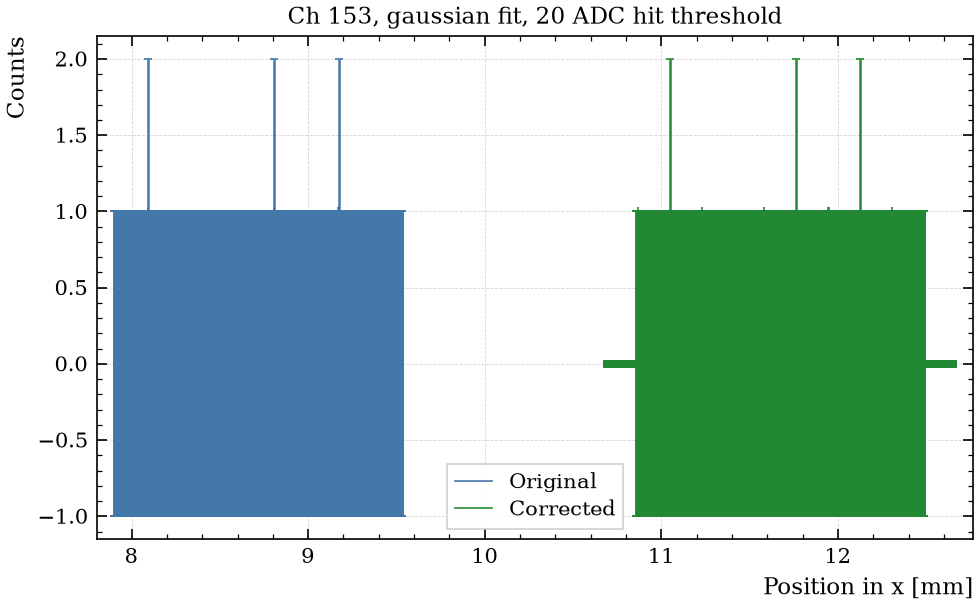 Ch 153, gaussian fit, 20 ADC hit threshold
Counts
2.0
1.5
1.0
0.5
0.0
−0.5
−1.0
Original
Corrected
8 9 10 11 12
Position in x [mm]